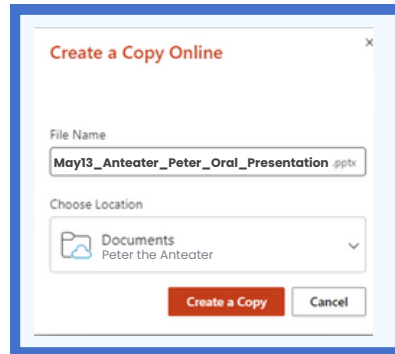 Create a Copy Online
File Name
May13_Anteater_Peter_Oral_Presentation .pptx
Choose Location
Documents
Peter the Anteater
Create a Copy Cancel